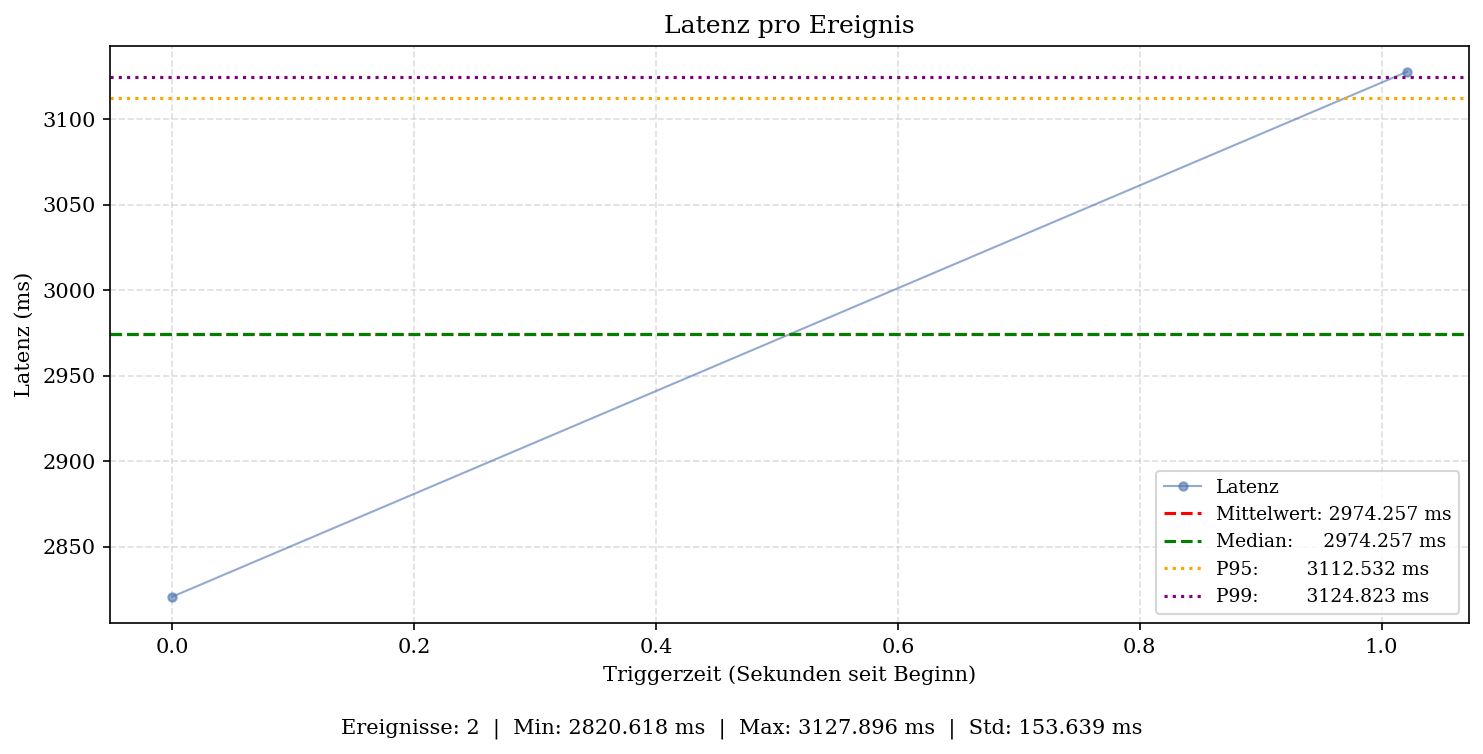 Latenz pro Ereignis
Latenz (ms)
3100
3050
3000
2950
2900
2850
Latenz
Mittelwert: 2974.257 ms
Median: 2974.257 ms
P95: 3112.532 ms
P99: 3124.823 ms
0.0 0.2 0.4 0.6 0.8 1.0
Triggerzeit (Sekunden seit Beginn)
Ereignisse: 2 | Min: 2820.618 ms | Max: 3127.896 ms | Std: 153.639 ms